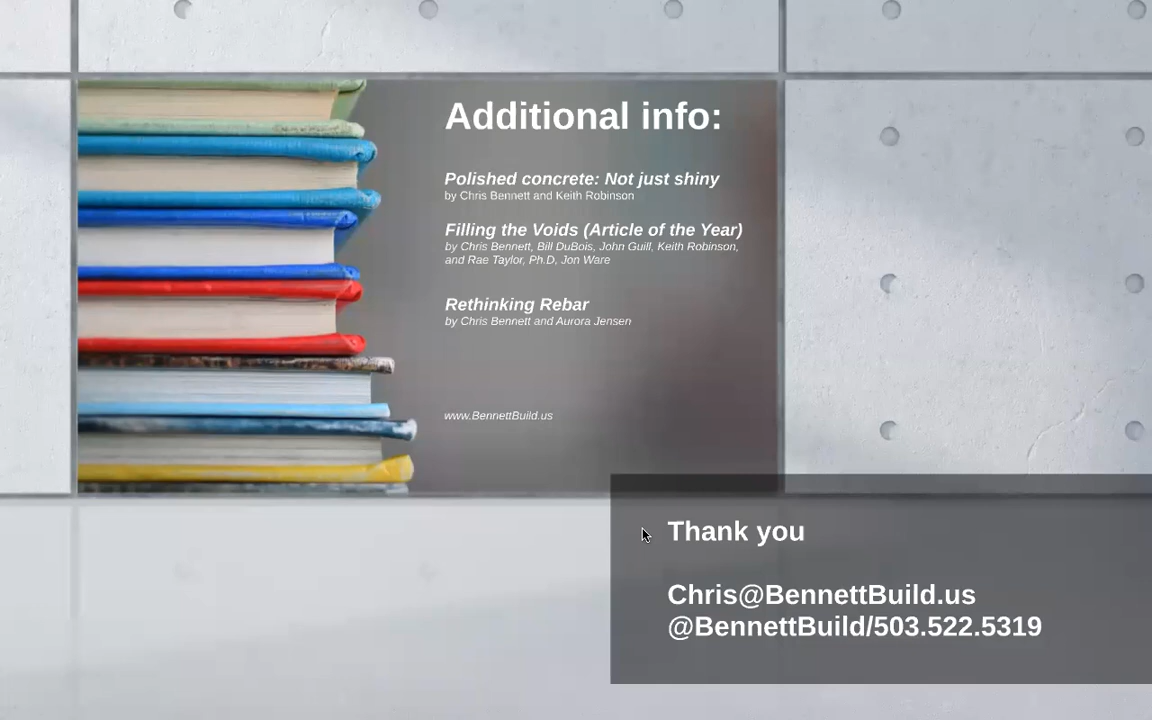 Additional info:
Polished concrete: Not just shiny
by Chris Bennett and Keith Robinson
Filling the Voids (Article of the Year)
by Chris Bennett, Bill DuBois, John Guill, Keith Robinson,
and Rae Taylor, Ph.D, Jon Ware
Rethinking Rebar
by Chris Bennett and Aurora Jensen
www.BennettBuild.us
Thank you
Chris@BennettBuild.us
@BennettBuild/503.522.5319